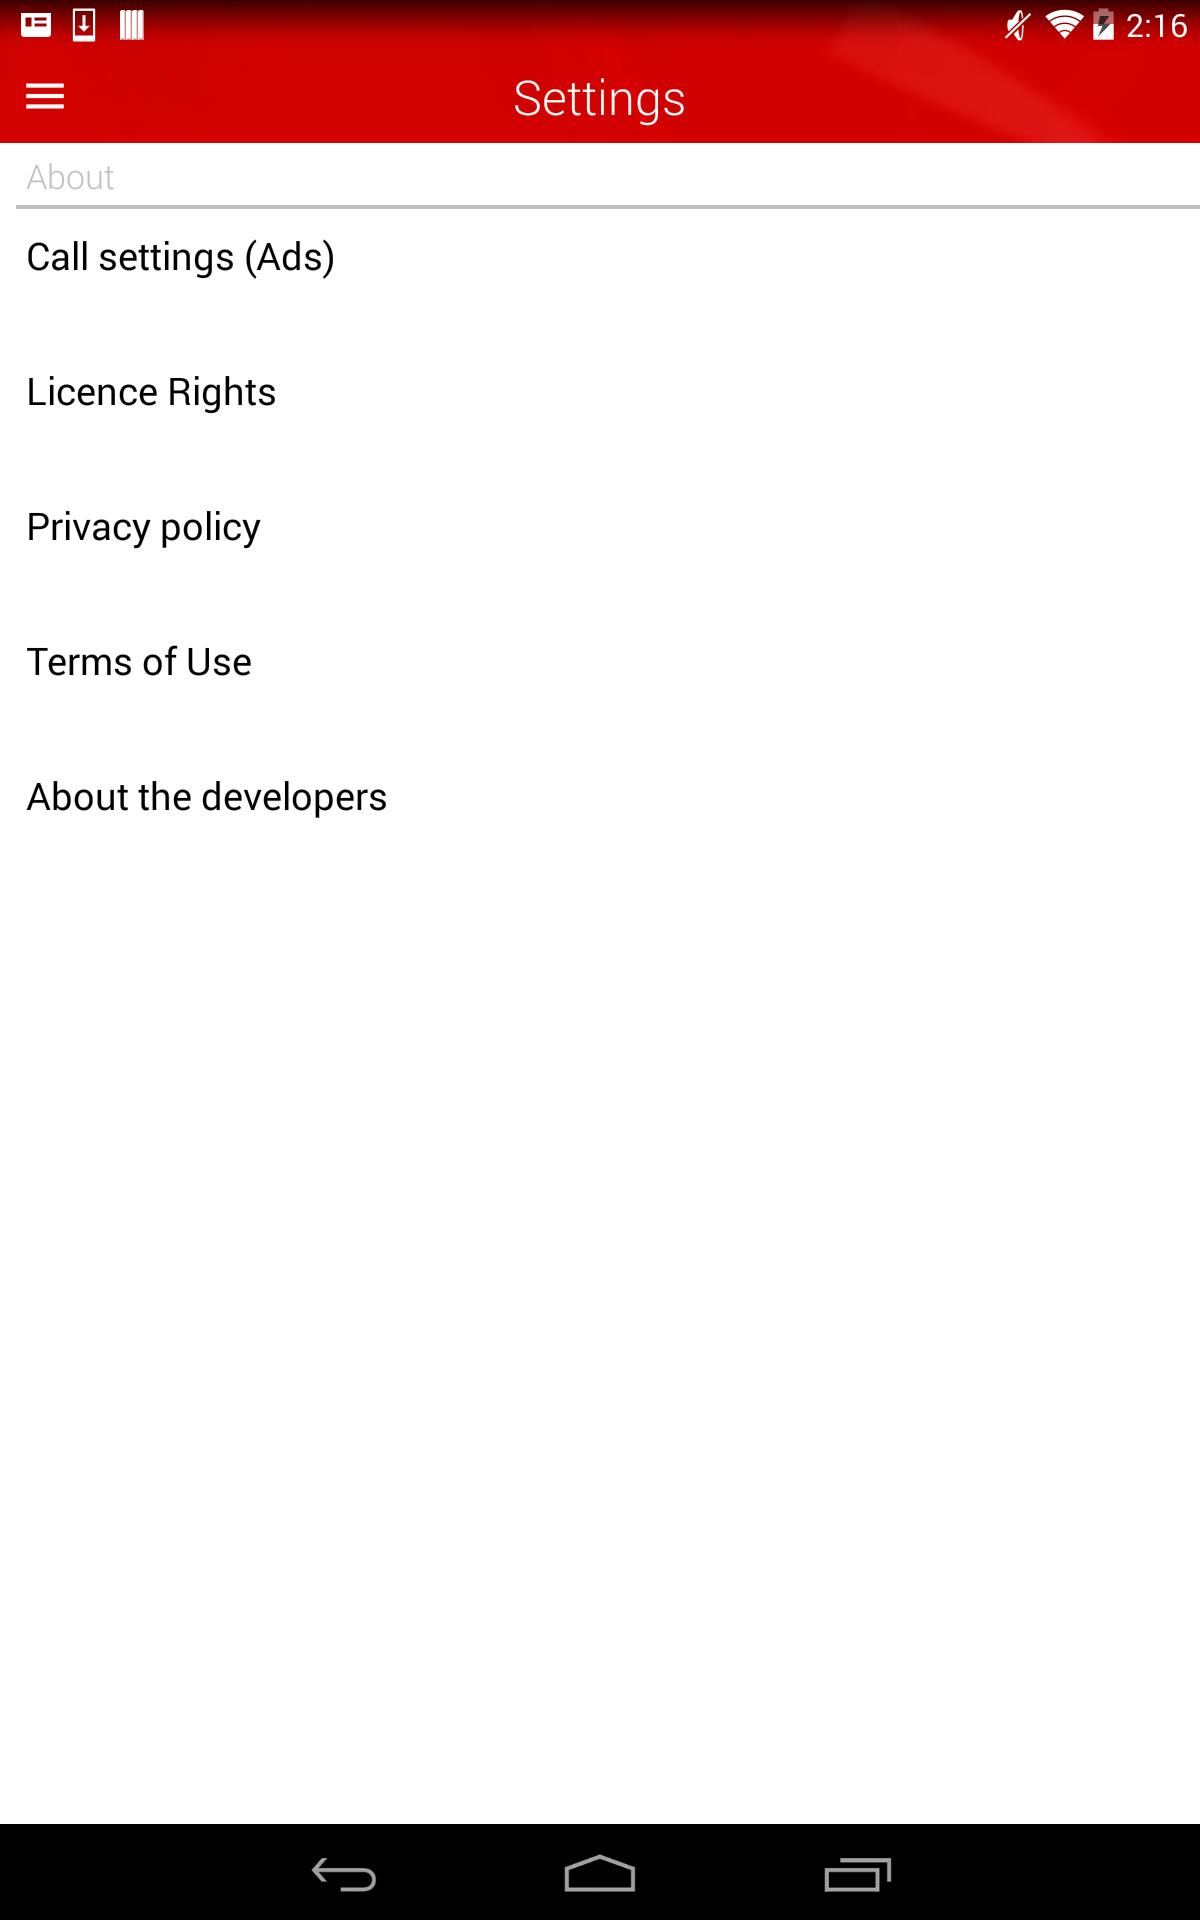 2:16
Settings
About
Call settings (Ads)
Licence Rights
Privacy policy
Terms of Use
About the developers